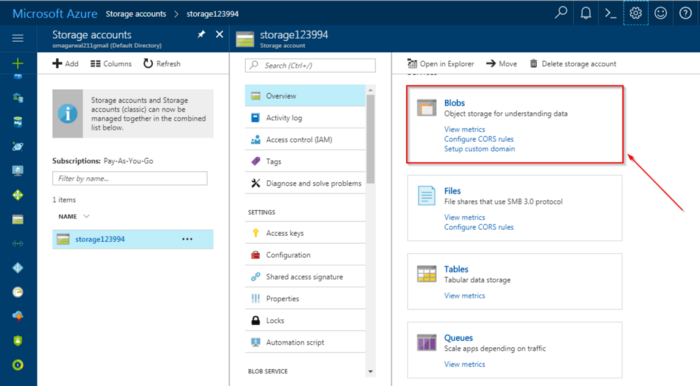 Microsoft Azure Storage accounts > storage123994
Storage accounts
omagarwal211gmail (Default Directory)
Add Columns Refresh
Storage accounts and Storage
accounts (classic) can now be
managed together in the combined
list below.
Subscriptions: Pay-As-You-Go
Filter by name...
1 items
NAME
storage123994 ...
storage123994
Storage account
Search (Ctrl+/)
Overview
Activity log
Access control (IAM)
Tags
Diagnose and solve problems
SETTINGS
Access keys
Configuration
Shared access signature
Properties
Locks
Automation script
BLOB SERVICE
Open in Explorer Move Delete storage account
Blobs
Object storage for understanding data
View metrics
Configure CORS rules
Setup custom domain
Files
File shares that use SMB 3.0 protocol
View metrics
Configure CORS rules
Tables
Tabular data storage
View metrics
Queues
Scale apps depending on traffic
View metrics